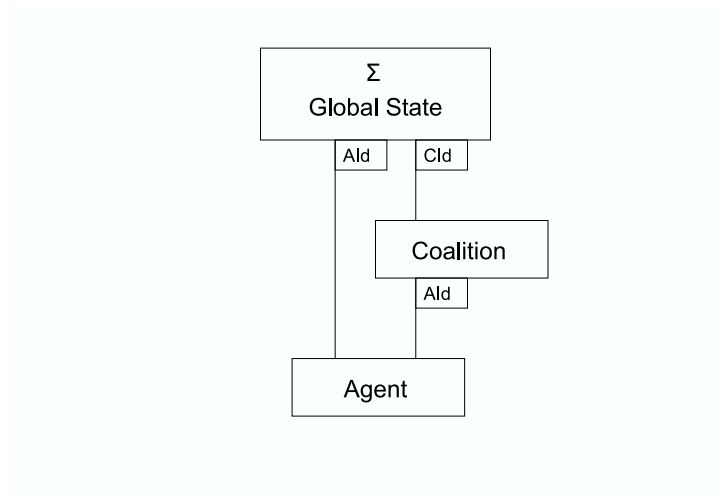 Σ
Global State
AId
CId
Coalition
AId
Agent